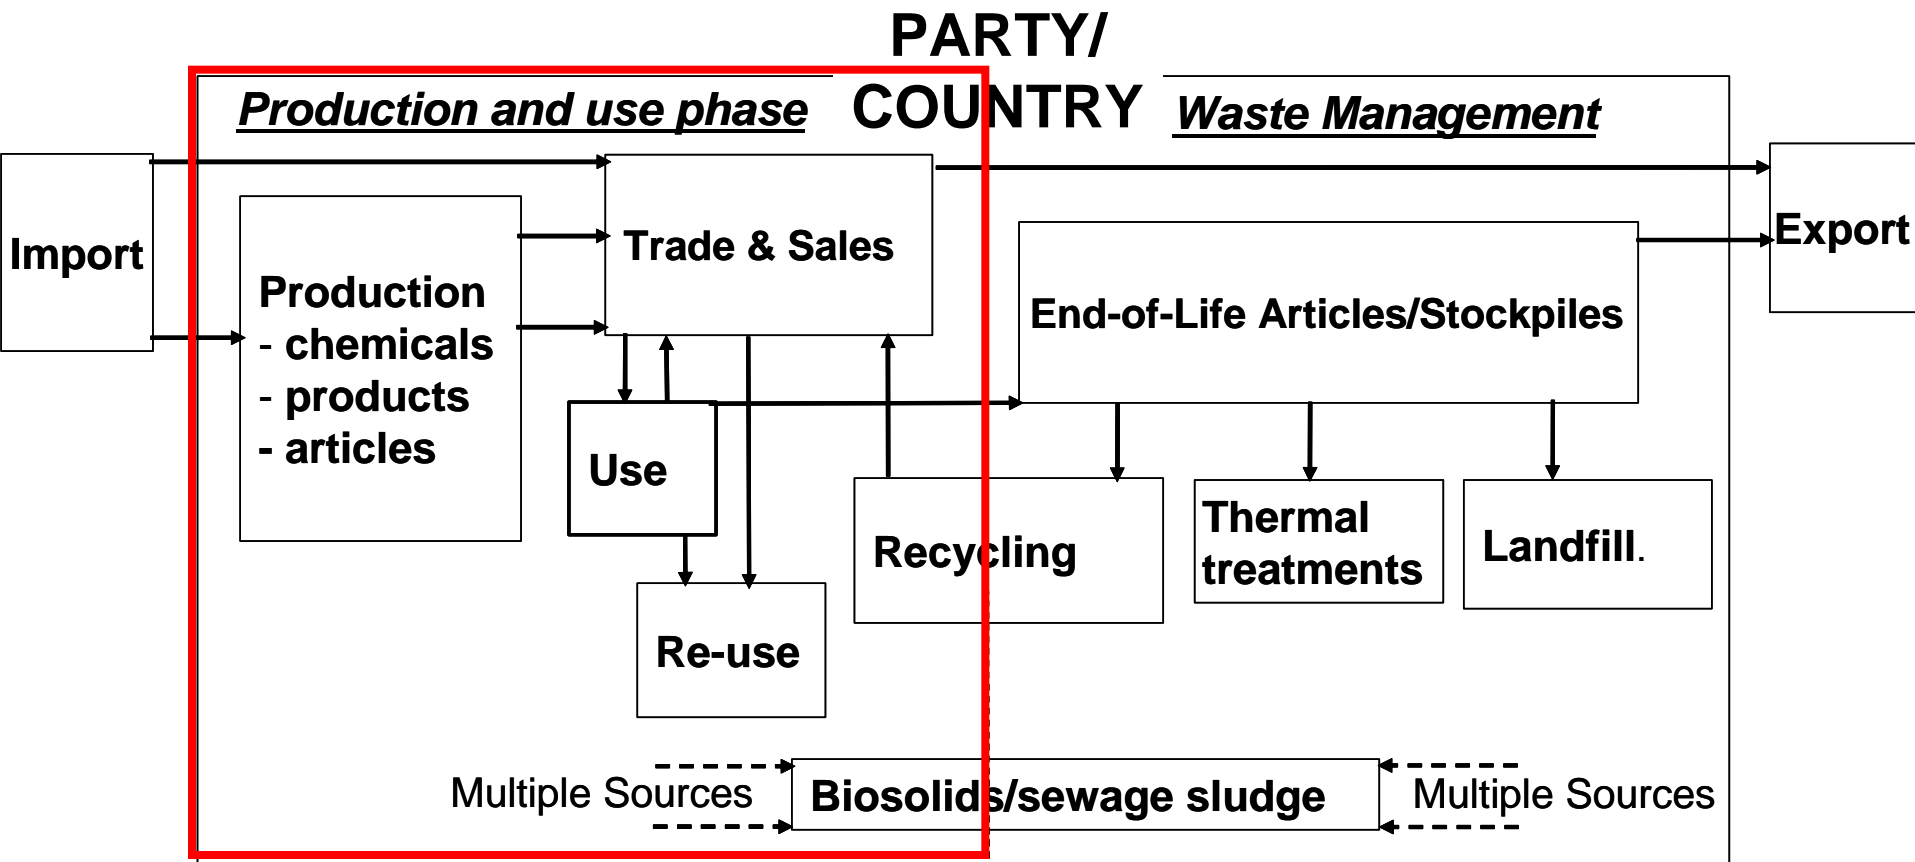 PARTY/
COUNTRY
Production and use phase
Waste Management
Import
Production
- chemicals
- products
- articles
Trade & Sales
Export
End-of-Life Articles/Stockpiles
Use
Recycling
Thermal
treatments
Landfill.
Re-use
Multiple Sources
Biosolids/sewage sludge
Multiple Sources